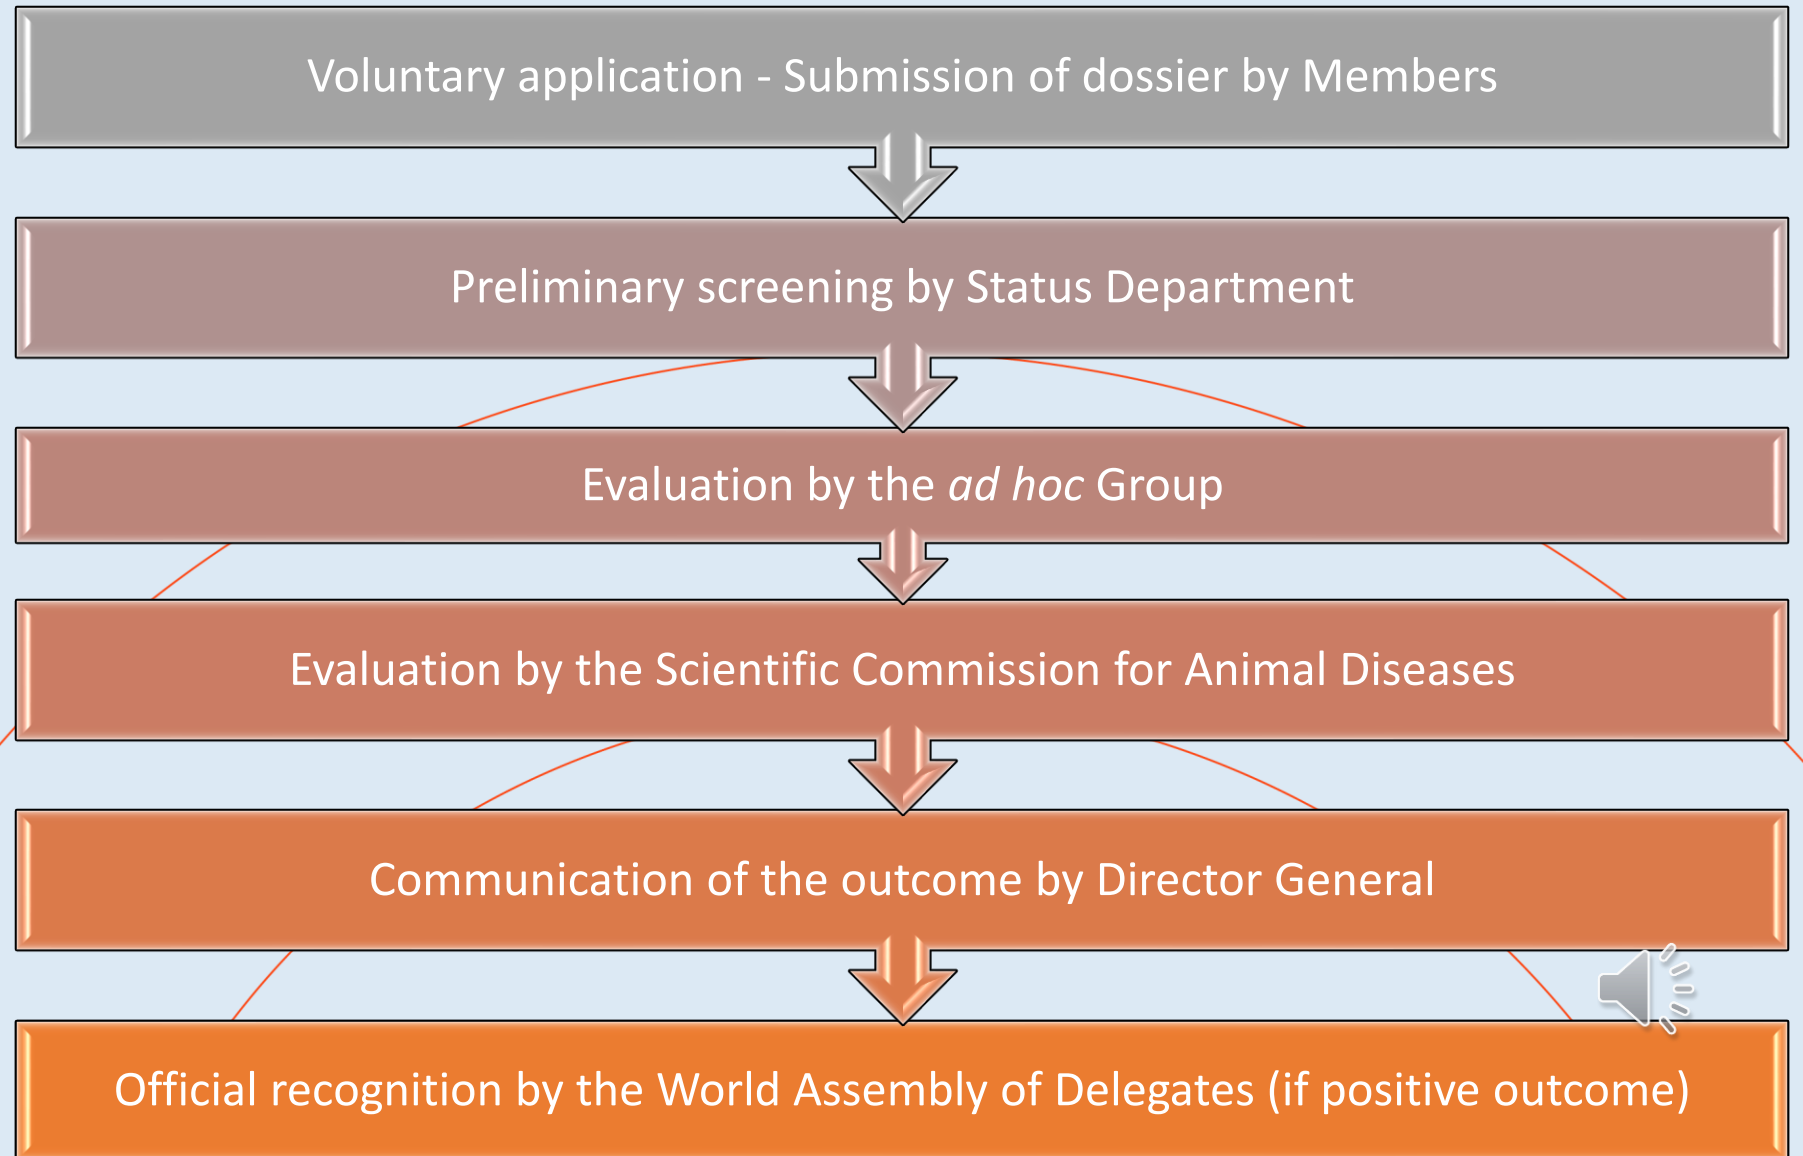 Voluntary application - Submission of dossier by Members
Preliminary screening by Status Department
Evaluation by the ad hoc Group
Evaluation by the Scientific Commission for Animal Diseases
Communication of the outcome by Director General
Official recognition by the World Assembly of Delegates (if positive outcome)